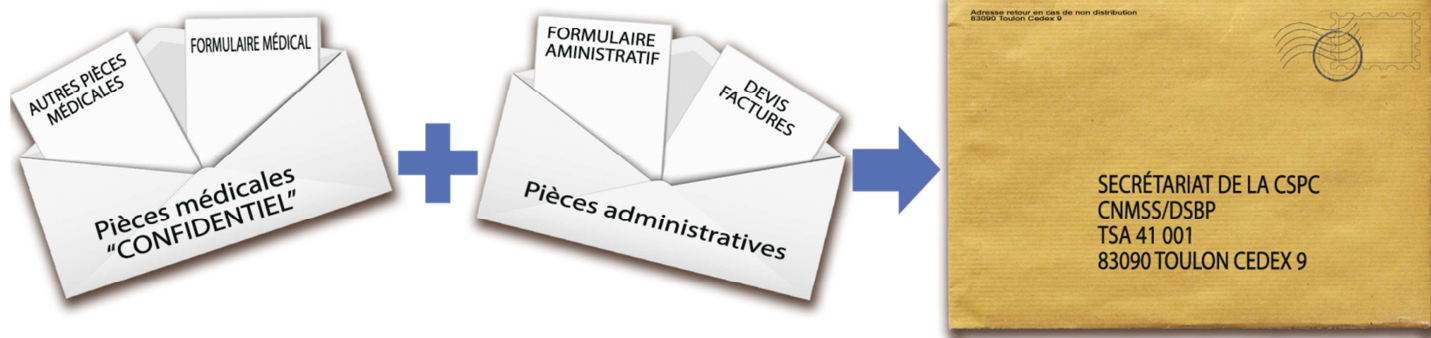 AUTRES PIÈCES
MÉDICALES
FORMULAIRE MÉDICAL
Pièces médicales
"CONFIDENTIEL"
FORMULAIRE
AMINISTRATIF
DEVIS
FACTURES
Pièces administratives
Adresse retour en cas de non distribution
83090 Toulon Cedex 9
SECRÉTARIAT DE LA CSPC
CNMSS/DSBP
TSA 41 001
83090 TOULON CEDEX 9